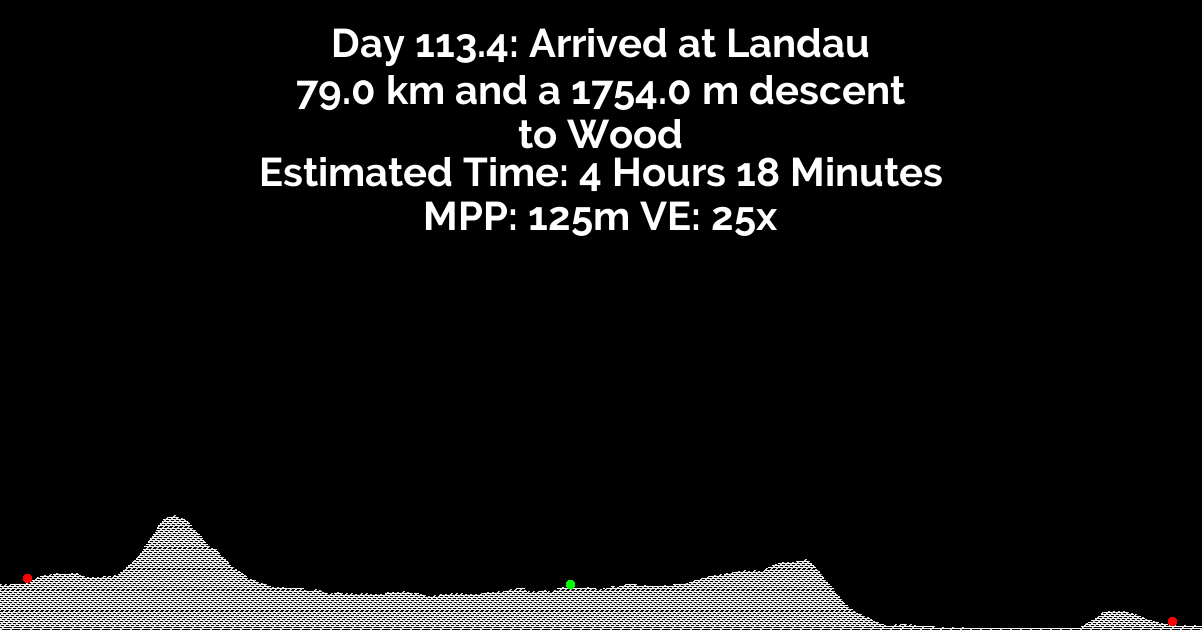 Day 113.4: Arrived at Landau
79.0 km and a 1754.0 m descent
to Wood
Estimated Time: 4 Hours 18 Minutes
MPP: 125m VE: 25x